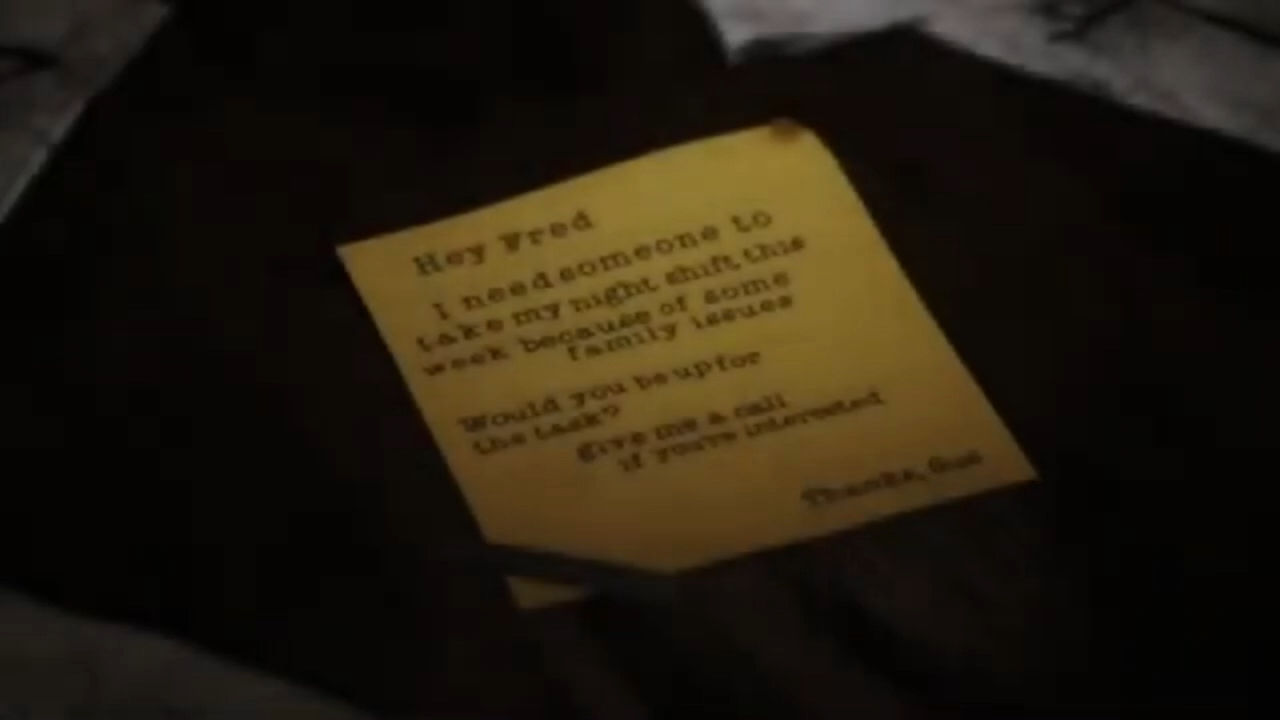 Hey Fred
I need someone to
take my night shift this
week because of some
family issues
Would you be up for
the task?
give me a call
if you're interested
Thanks, Gus